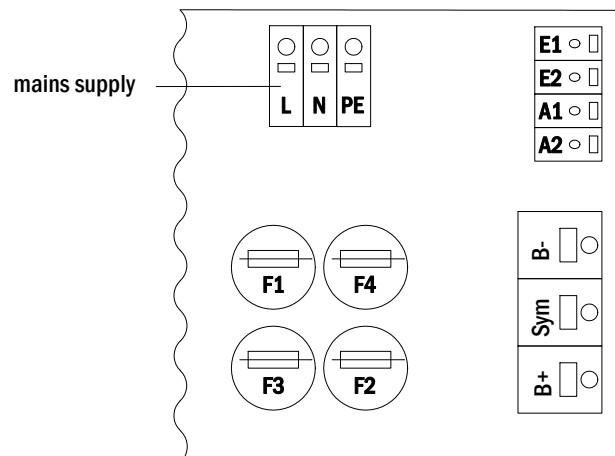 mains supply
L N PE
E1
E2
A1
A2
F1 F4
F3 F2
B-
Sym
B+